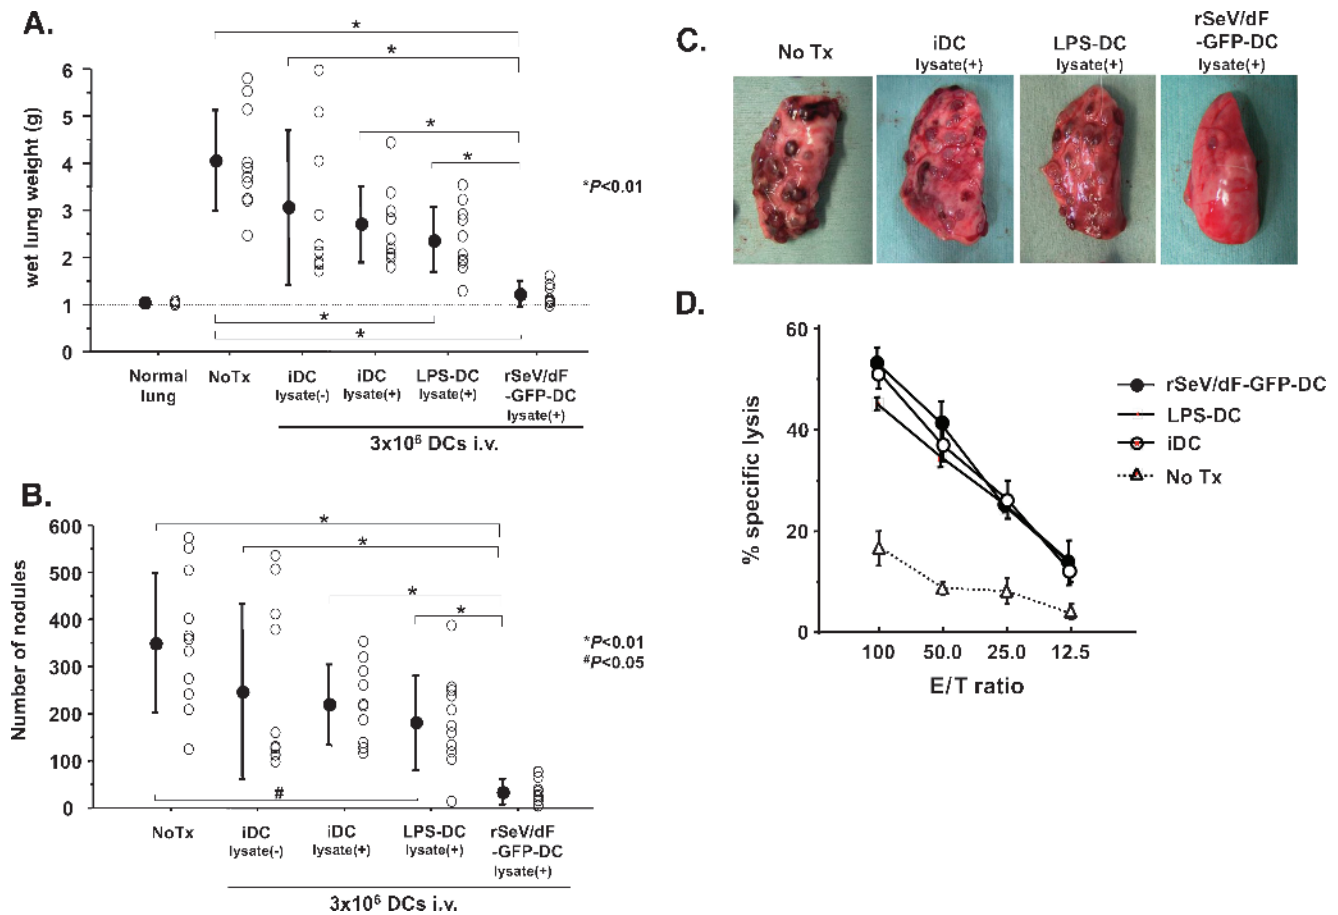 A.
wet lung weight (g)
6
5
4
3
2
1
0
*
*
*
*
*
*
*P<0.01
Normal lung
NoTx
iDC lysate(-)
iDC lysate(+)
LPS-DC lysate(+)
rSeV/dF -GFP-DC lysate(+)
3x10⁶ DCs i.v.
B.
Number of nodules
600
500
400
300
200
100
0
*
*
*
*
#
*P<0.01
#P<0.05
NoTx
iDC lysate(-)
iDC lysate(+)
LPS-DC lysate(+)
rSeV/dF -GFP-DC lysate(+)
3x10⁶ DCs i.v.
C.
No Tx
iDC lysate(+)
LPS-DC lysate(+)
rSeV/dF -GFP-DC lysate(+)
D.
% specific lysis
60
40
20
0
100
50.0
25.0
12.5
E/T ratio
rSeV/dF-GFP-DC
LPS-DC
iDC
No Tx